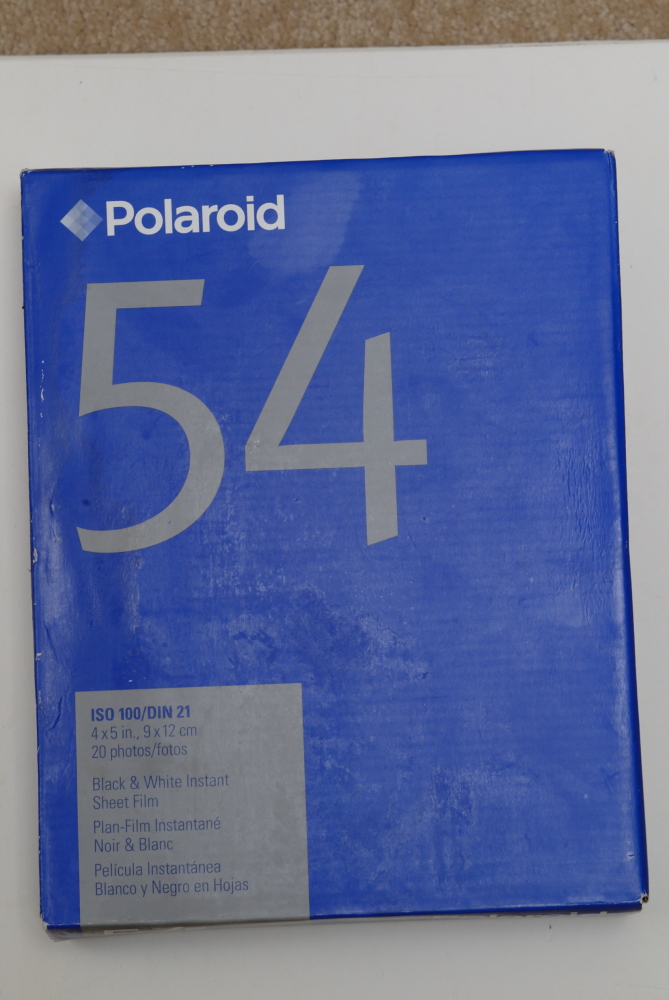 Polaroid
54
ISO 100/DIN 21
4 x 5 in., 9 x 12 cm
20 photos/fotos
Black & White Instant
Sheet Film
Plan-Film Instantané
Noir & Blanc
Película Instantánea
Blanco y Negro en Hojas